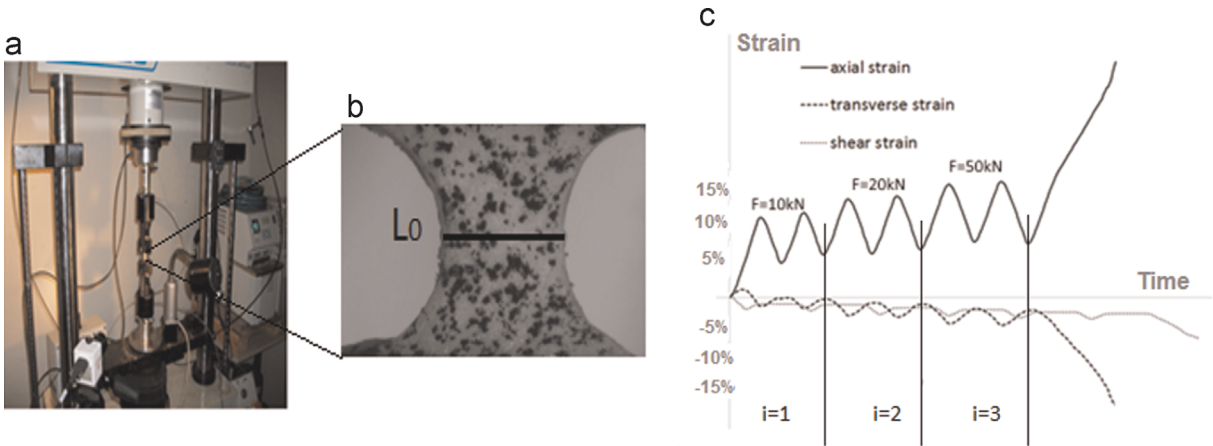 a
b
L0
c
Strain
axial strain
transverse strain
shear strain
F=10kN
F=20kN
F=50kN
15%
10%
5%
Time
-5%
-10%
-15%
i=1
i=2
i=3